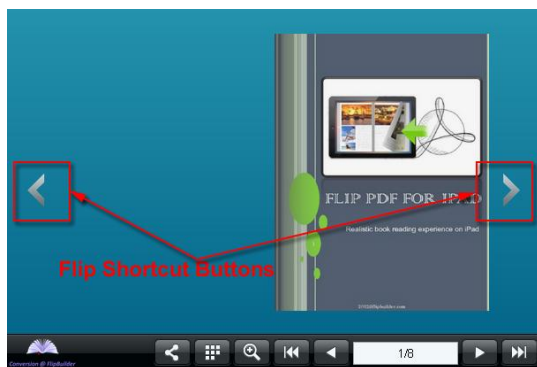 FLIP PDF FOR IPAD
Realistic book reading experience on iPad
Flip Shortcut Buttons
Conversion @ FlipBuilder
1/8